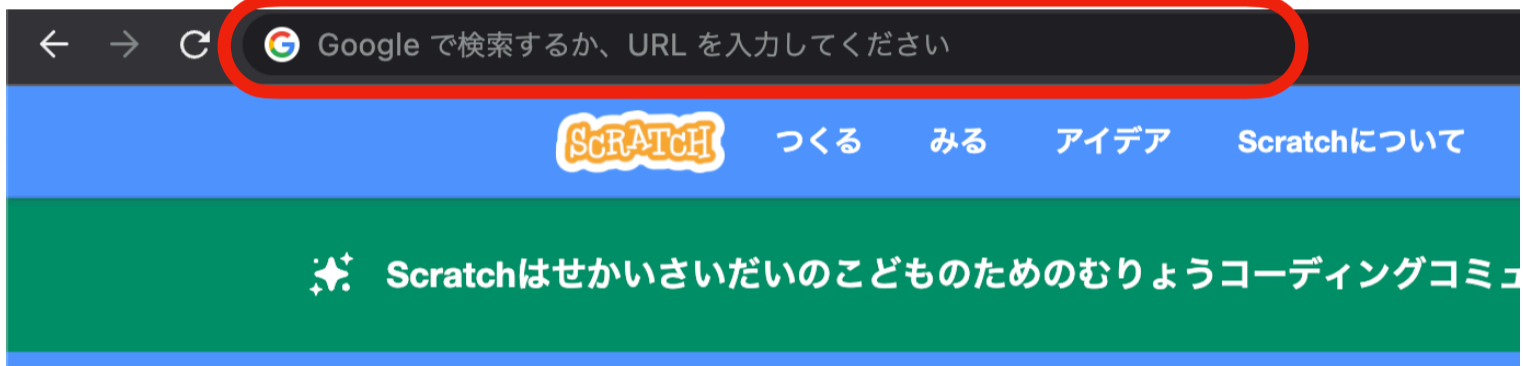 Google で検索するか、URL を入力してください
SCRATCH つくる みる アイデア Scratchについて
Scratchはせかいさいだいのこどものためのむりょうコーディングコミュ